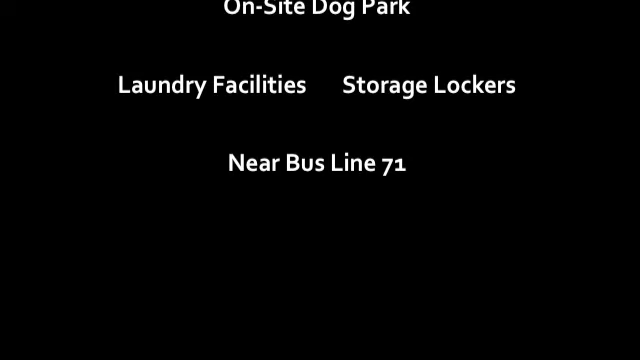 On-Site Dog Park
Laundry Facilities Storage Lockers
Near Bus Line 71